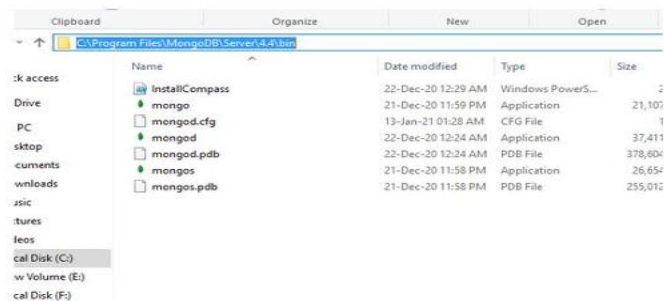 Clipboard Organize New Open
C:\Program Files\MongoDB\Server\4.4\bin
Name Date modified Type Size
:k access
InstallCompass 22-Dec-20 12:29 AM Windows PowerS... 2
mongo 21-Dec-20 11:59 PM Application 21,107
Drive
mongod.cfg 13-Jan-21 01:28 AM CFG File 1
PC
mongod 22-Dec-20 12:24 AM Application 37,411
sktop
mongod.pdb 22-Dec-20 12:24 AM PDB File 378,604
cuments
mongos 21-Dec-20 11:58 PM Application 26,654
wnloads
mongos.pdb 21-Dec-20 11:58 PM PDB File 255,012
usic
tures
leos
cal Disk (C:)
w Volume (E:)
cal Disk (F:)